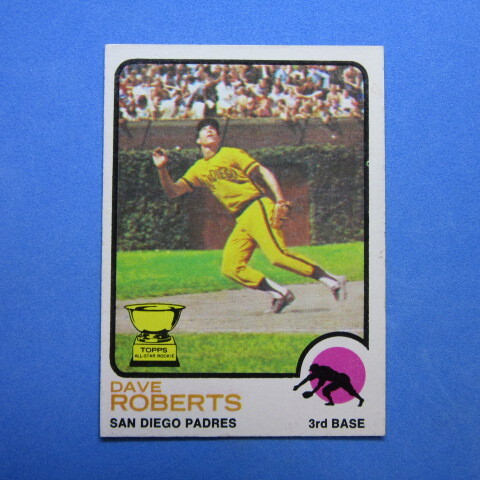 TOPPS
ALL-STAR ROOKIE
DAVE
ROBERTS
SAN DIEGO PADRES 3rd BASE